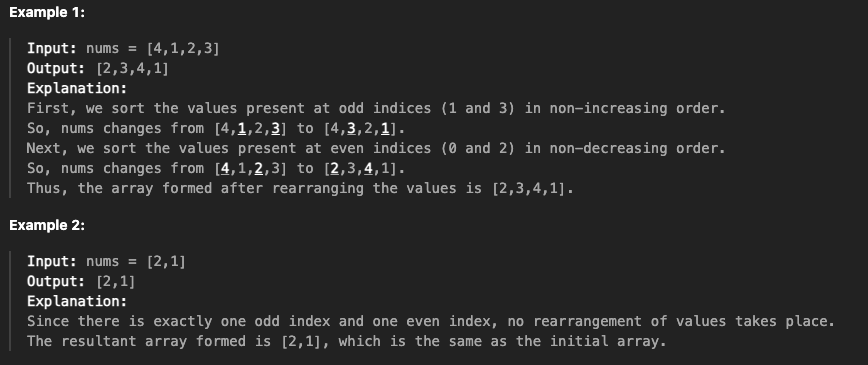 Example 1:
Input: nums = [4,1,2,3]
Output: [2,3,4,1]
Explanation:
First, we sort the values present at odd indices (1 and 3) in non-increasing order.
So, nums changes from [4,1,2,3] to [4,3,2,1].
Next, we sort the values present at even indices (0 and 2) in non-decreasing order.
So, nums changes from [4,1,2,3] to [2,3,4,1].
Thus, the array formed after rearranging the values is [2,3,4,1].
Example 2:
Input: nums = [2,1]
Output: [2,1]
Explanation:
Since there is exactly one odd index and one even index, no rearrangement of values takes place.
The resultant array formed is [2,1], which is the same as the initial array.